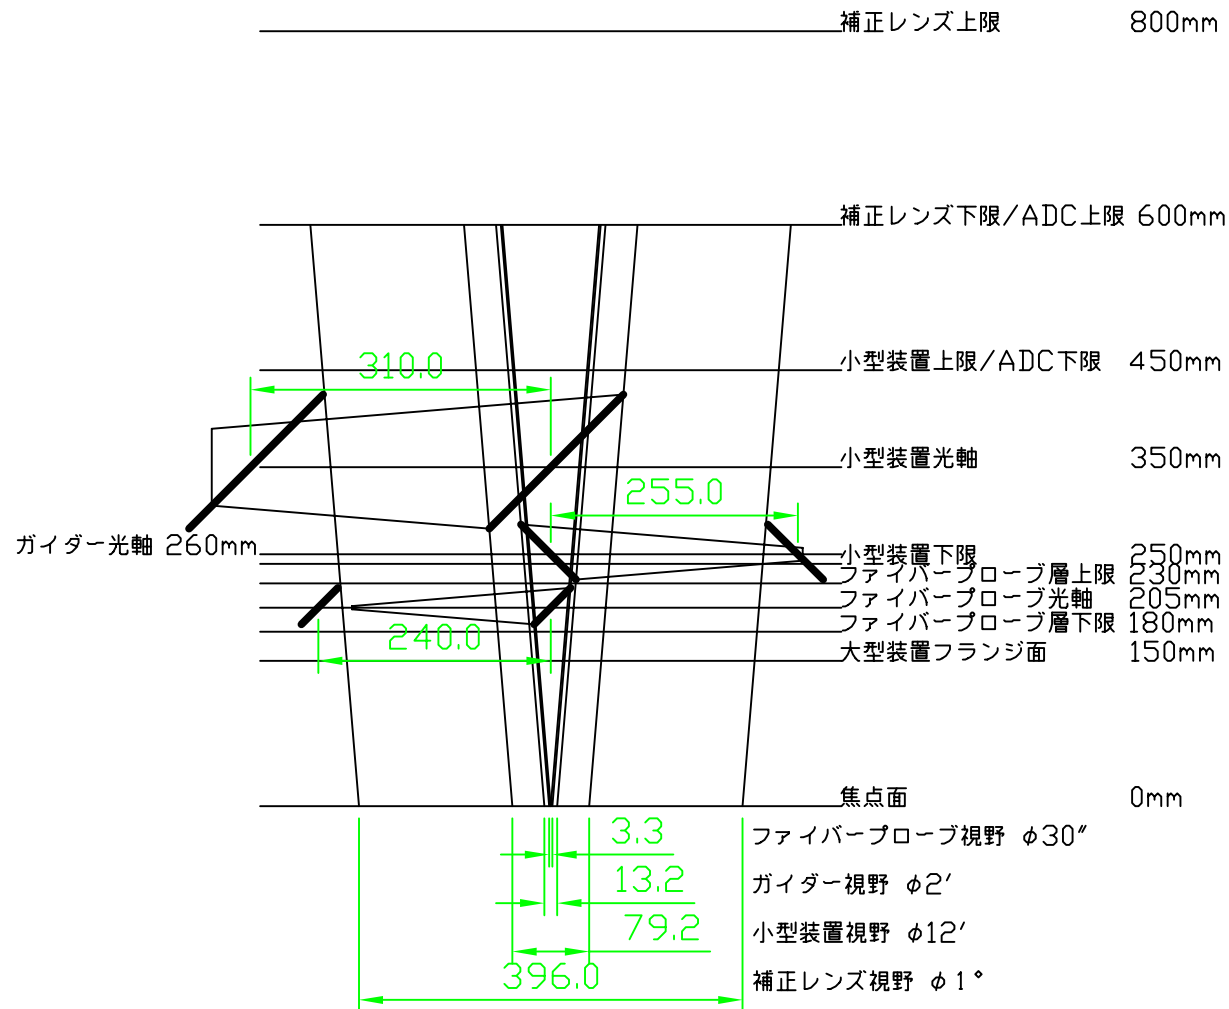 補正レンズ上限 800mm
補正レンズ下限/ADC上限 600mm
小型装置上限/ADC下限 450mm
310.0
小型装置光軸 350mm
255.0
ガイダー光軸 260mm
小型装置下限 250mm
ファイバープローブ層上限 230mm
ファイバープローブ光軸 205mm
ファイバープローブ層下限 180mm
240.0
大型装置フランジ面 150mm
焦点面 0mm
3.3 ファイバープローブ視野 φ30″
13.2 ガイダー視野 φ2′
79.2 小型装置視野 φ12′
396.0 補正レンズ視野 φ1°